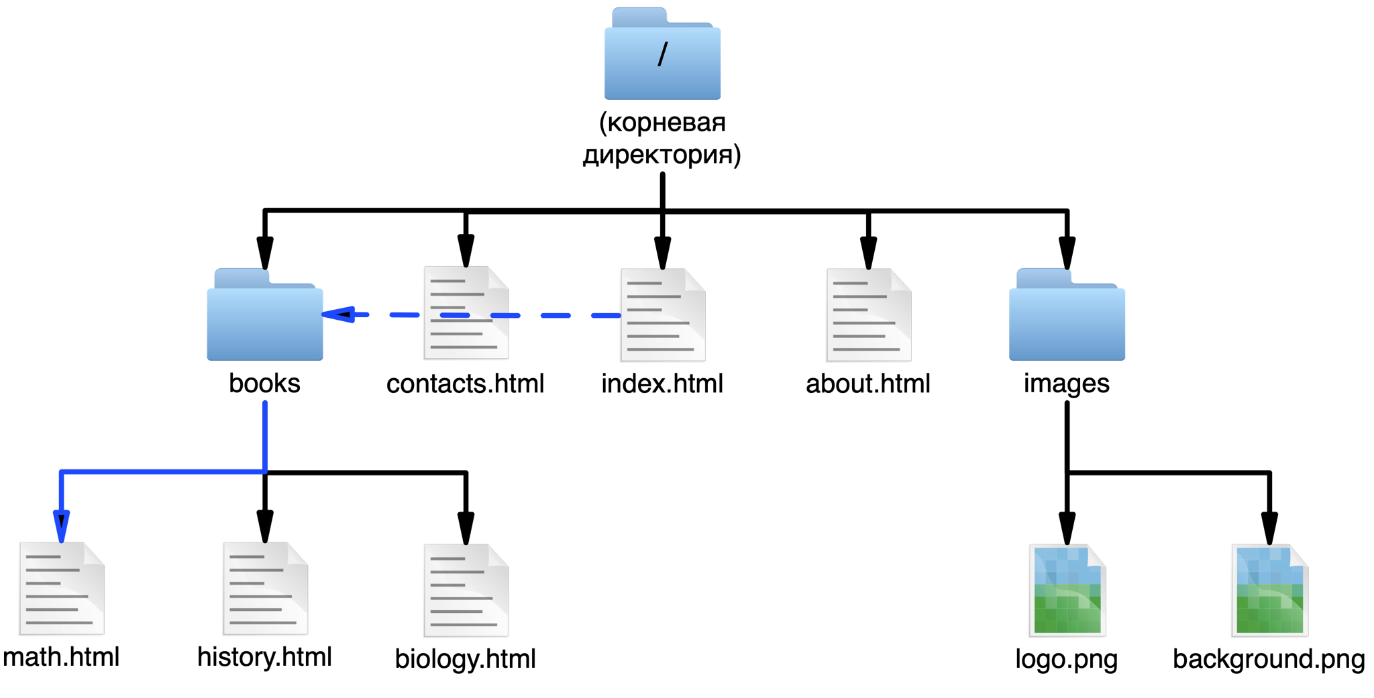 /
(корневая
директория)
books
contacts.html
index.html
about.html
images
math.html
history.html
biology.html
logo.png
background.png